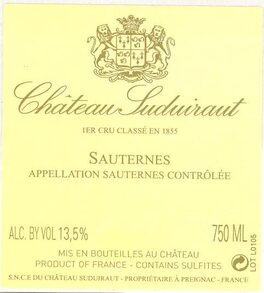 Château Suduiraut
1ER CRU CLASSÉ EN 1855
SAUTERNES
APPELLATION SAUTERNES CONTRÔLÉE
ALC. BY VOL 13,5% 750 ML
MIS EN BOUTEILLES AU CHÂTEAU
PRODUCT OF FRANCE - CONTAINS SULFITES
S.N.C.E DU CHÂTEAU SUDUIRAUT - PROPRIÉTAIRE À PREIGNAC - FRANCE
LOT L0105